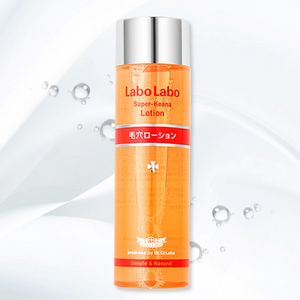 Labo Labo
Super-Keana
Lotion
毛穴ローション
produced by Dr.Ci:Labo
Simple & Natural